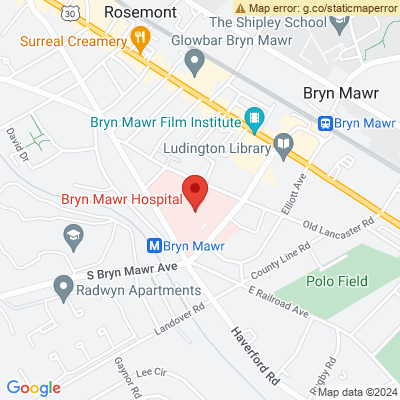 Map error: g.co/staticmaperror
Rosemont
30
The Shipley School
Surreal Creamery
Glowbar Bryn Mawr
Bryn Mawr
Bryn Mawr Film Institute
Bryn Mawr
David Dr
Ludington Library
Elliott Ave
Bryn Mawr Hospital
Old Lancaster Rd
M Bryn Mawr
County Line Rd
S Bryn Mawr Ave
Polo Field
Radwyn Apartments
E Railroad Ave
Landover Rd
Haverford Rd
Gaynor Rd
Lee Cir
Rugby Rd
Google
Map data ©2024